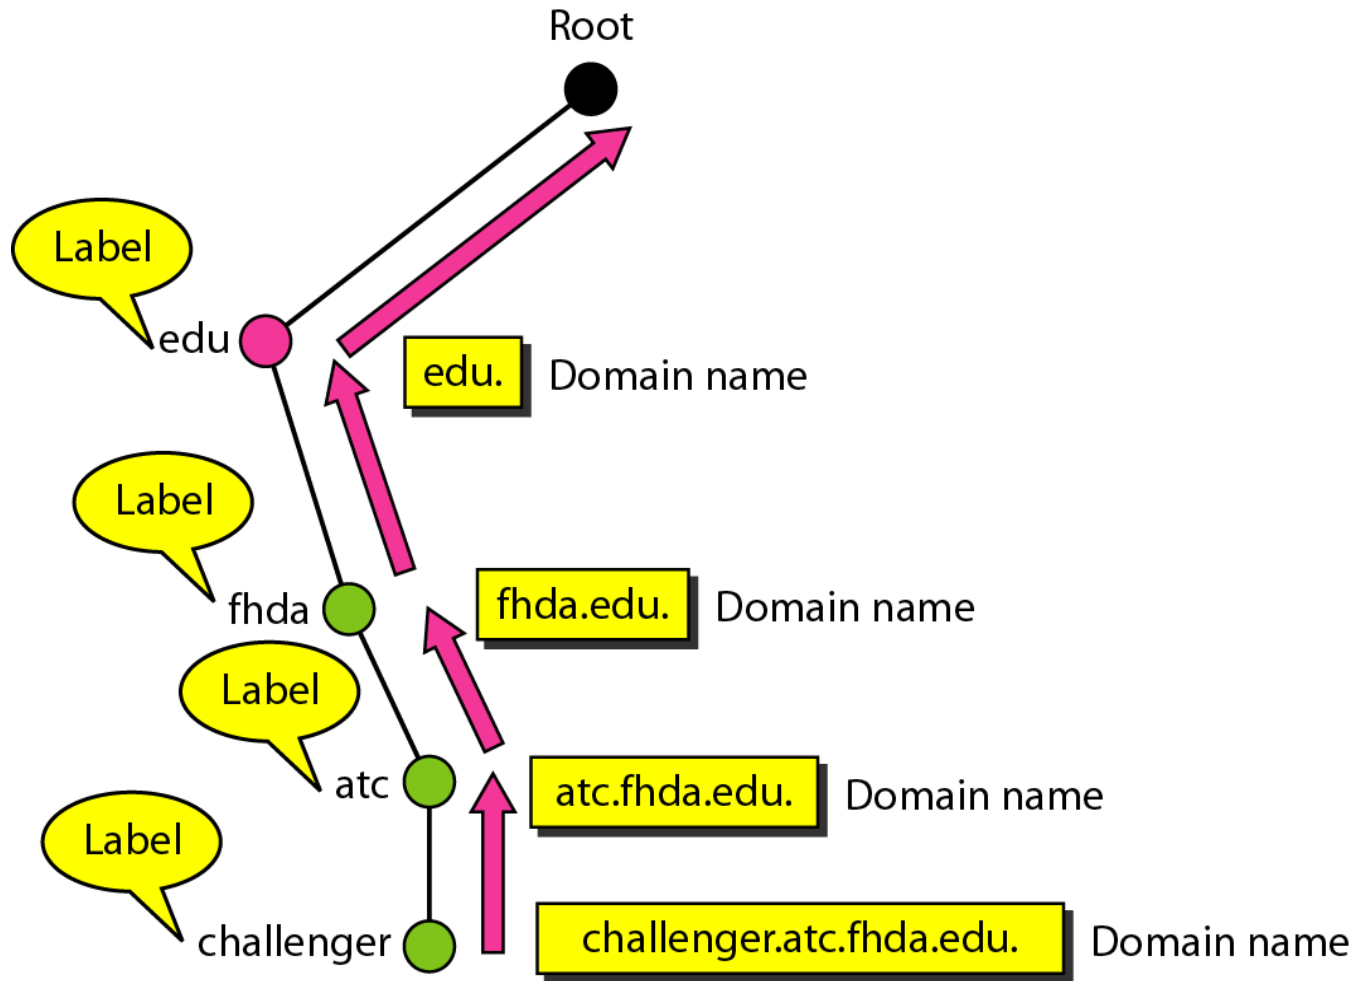 Root
Label
edu
edu.
Domain name
Label
fhda
fhda.edu.
Domain name
Label
atc
atc.fhda.edu.
Domain name
Label
challenger
challenger.atc.fhda.edu.
Domain name